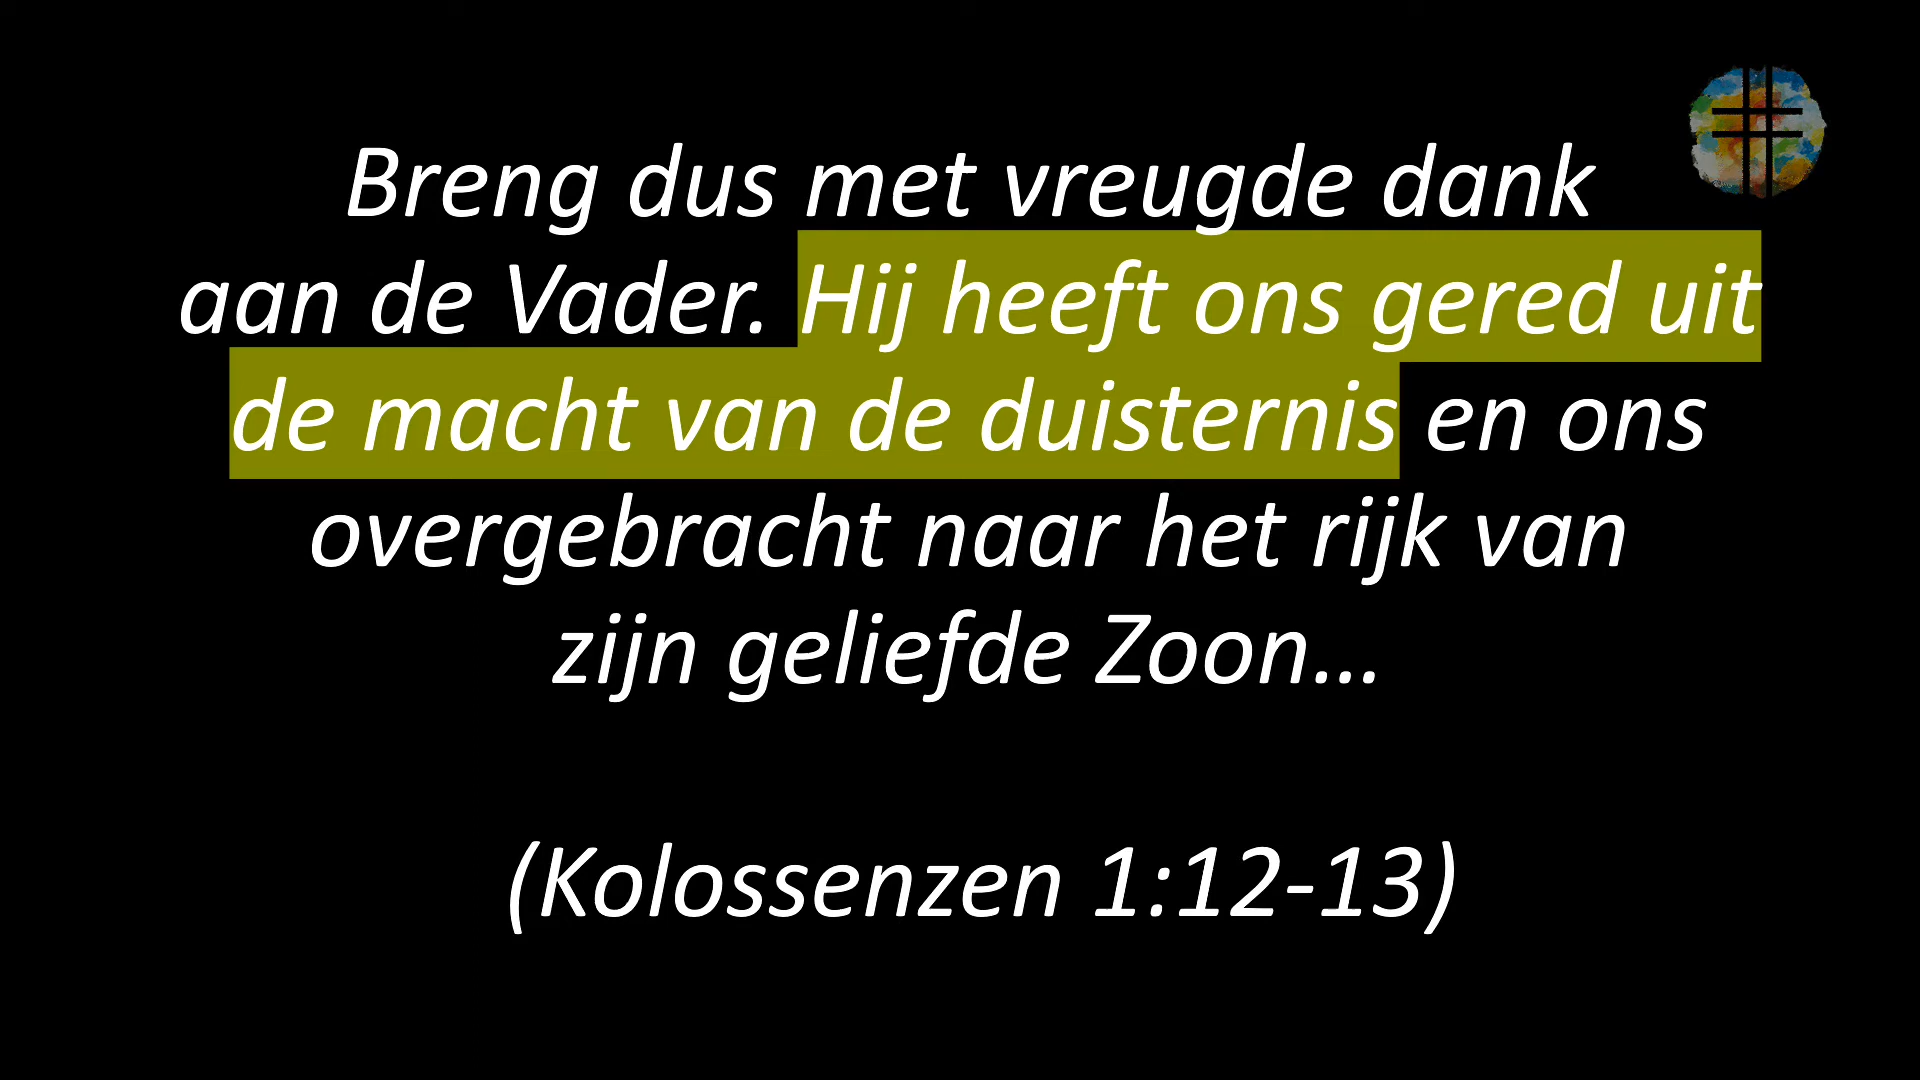 Breng dus met vreugde dank
aan de Vader. Hij heeft ons gered uit
de macht van de duisternis en ons
overgebracht naar het rijk van
zijn geliefde Zoon...
(Kolossenzen 1:12-13)